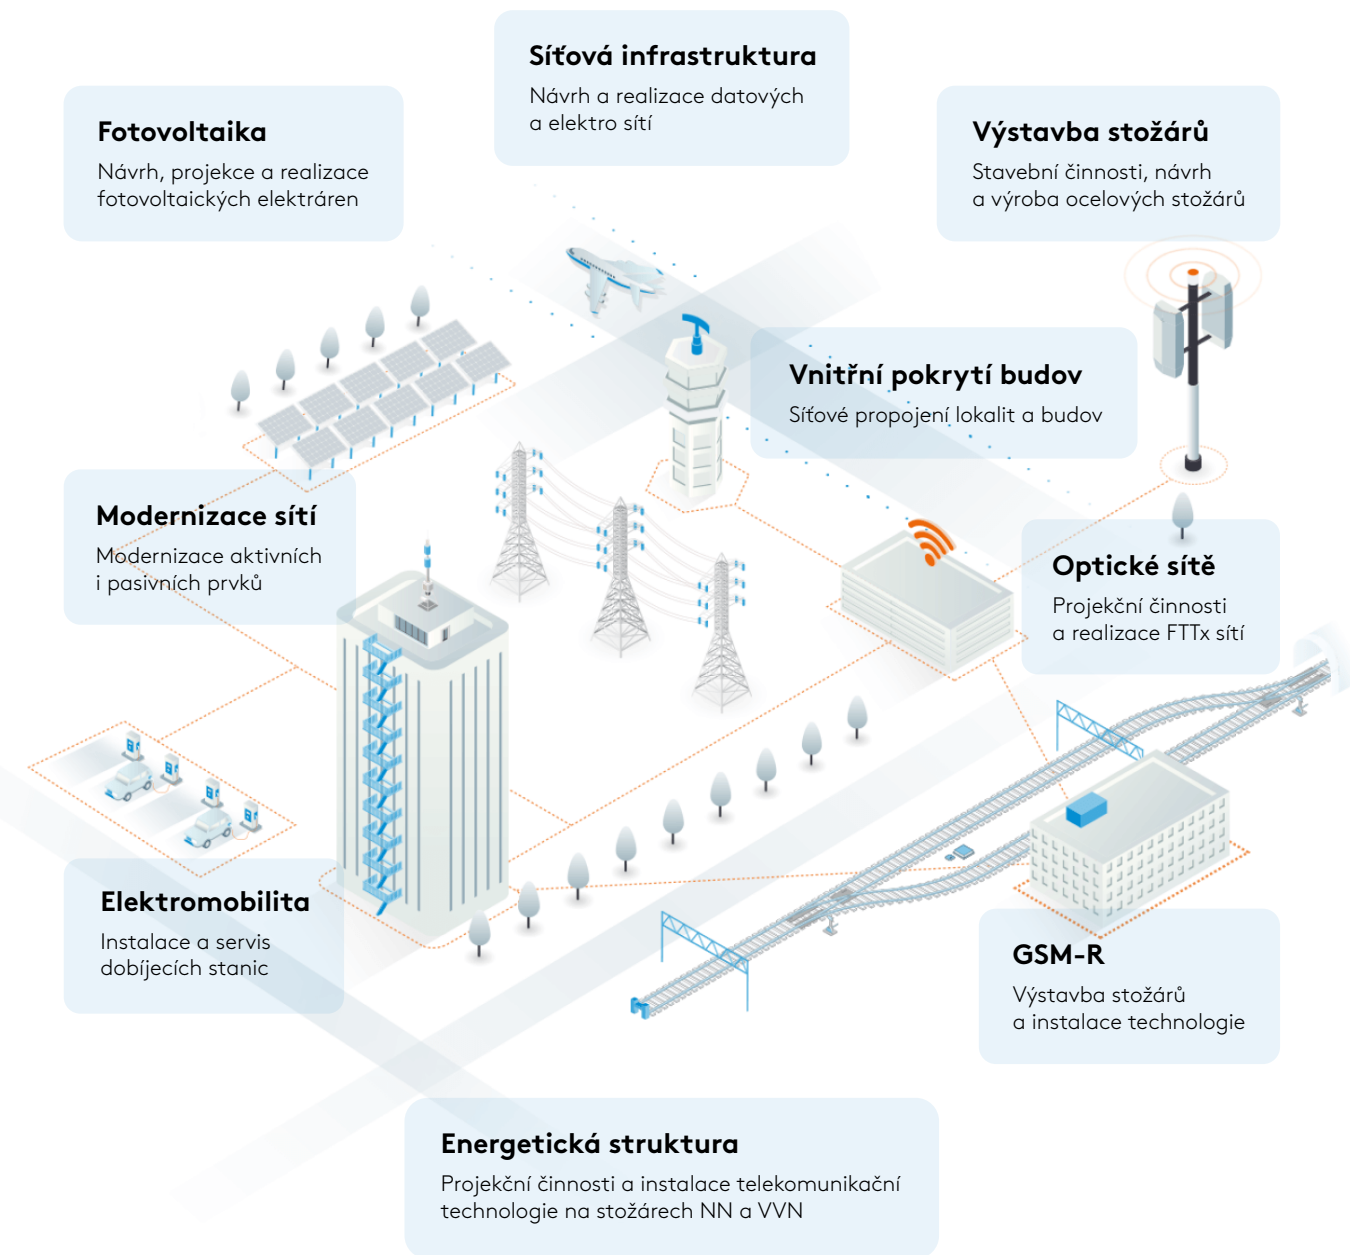 Síťová infrastruktura
Návrh a realizace datových
a elektro sítí
Fotovoltaika
Návrh, projekce a realizace
fotovoltaických elektráren
Výstavba stožárů
Stavební činnosti, návrh
a výroba ocelových stožárů
Vnitřní pokrytí budov
Síťové propojení lokalit a budov
Modernizace sítí
Modernizace aktivních
i pasivních prvků
Optické sítě
Projekční činnosti
a realizace FTTx sítí
Elektromobilita
Instalace a servis
dobíjecích stanic
GSM-R
Výstavba stožárů
a instalace technologie
Energetická struktura
Projekční činnosti a instalace telekomunikační
technologie na stožárech NN a VVN